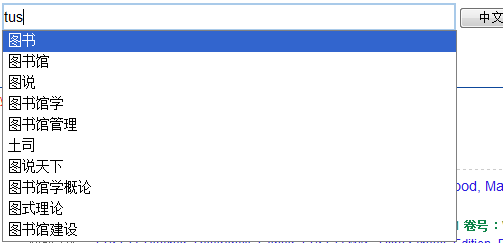 tus
中文
图书
图书馆
图说
图书馆学
图书馆管理
土司
图说天下
图书馆学概论
ood, Ma
图式理论
卷号：
图书馆建设